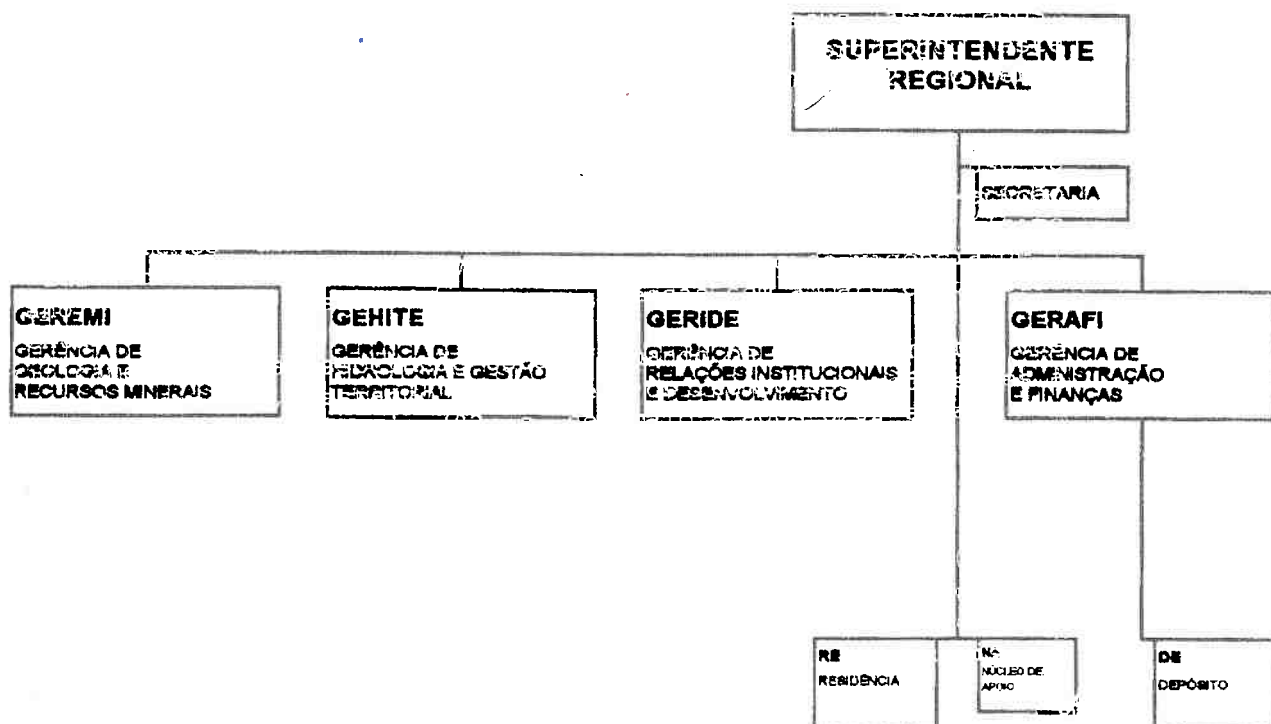 SUPERINTENDENTE
REGIONAL
SECRETARIA
GEREMI
GERÊNCIA DE
GEOLOGIA E
RECURSOS MINERAIS
GEHITE
GERÊNCIA DE
HIDROLOGIA E GESTÃO
TERRITORIAL
GERIDE
GERÊNCIA DE
RELAÇÕES INSTITUCIONAIS
E DESENVOLVIMENTO
GERAFI
GERÊNCIA DE
ADMINISTRAÇÃO
E FINANÇAS
RE
RESIDÊNCIA
NA
NÚCLEO DE
APOIO
DE
DEPÓSITO